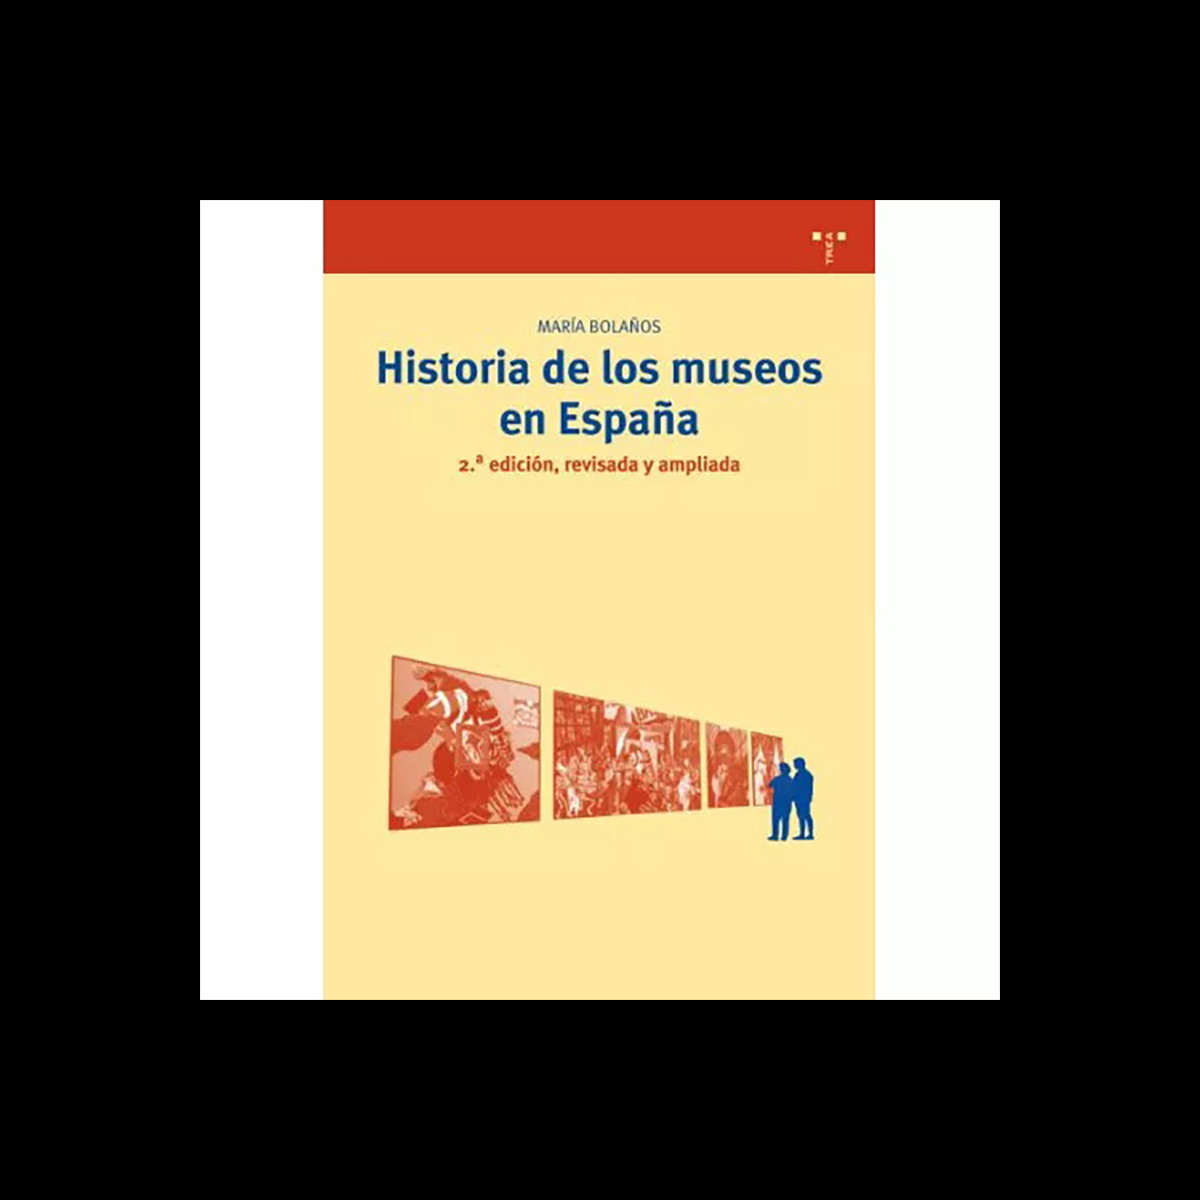 TREA
MARÍA BOLAÑOS
Historia de los museos
en España
2.ª edición, revisada y ampliada